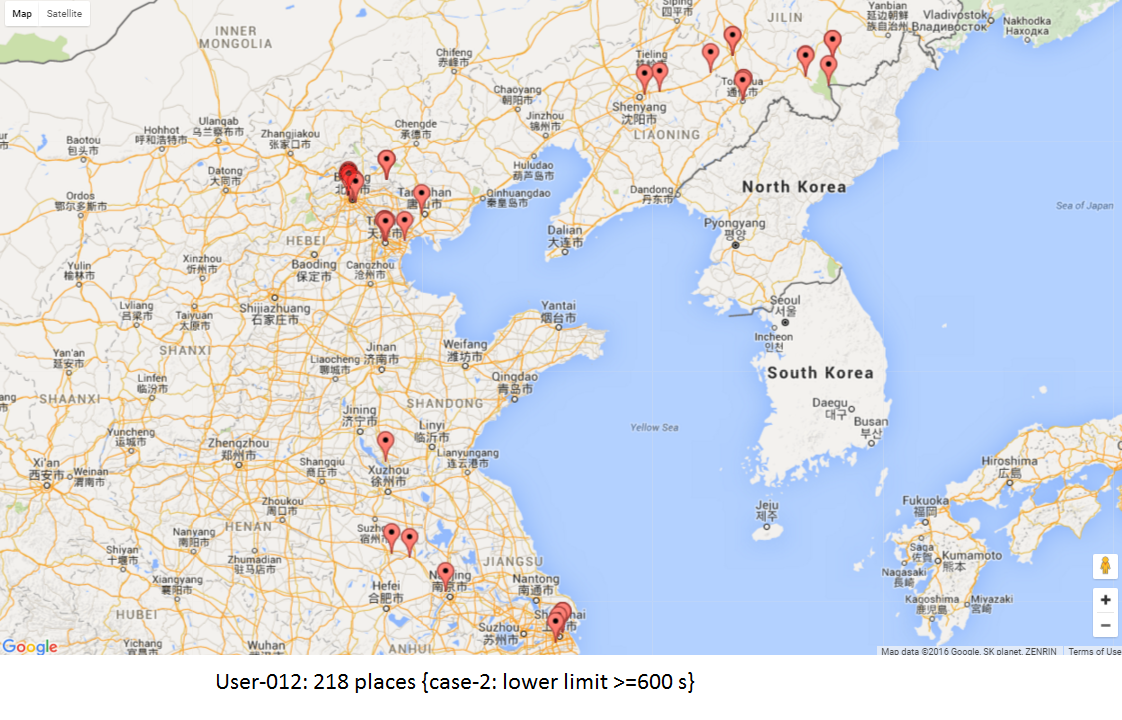 Map Satellite
INNER
MONGOLIA
Chifeng
赤峰市
Siping
四平市
JILIN
Yanbian
延边朝鲜
族自治州
Vladivostok
Владивосток
Nakhodka
Находка
Tieling
Chaoyang
朝阳市
Shenyang
沈阳市
LIAONING
通化市
Jinzhou
锦州市
Ulanqab
乌兰察布市
Hohhot
呼和浩特市
Baotou
包头市
Zhangjiakou
张家口市
Chengde
承德市
Datong
大同市
Huludao
葫芦岛市
Qinhuangdao
秦皇岛市
Dandong
丹东市
North Korea
Ordos
鄂尔多斯市
Sea of Japan
Pyongyang
평양
Dalian
大连市
HEBEI
Baoding
保定市
Cangzhou
沧州市
Xinzhou
忻州市
Yulin
榆林市
Lvliang
吕梁市
Taiyuan
太原市
Shijiazhuang
石家庄市
Yantai
烟台市
Seoul
서울
Incheon
인천
SHANXI
Yan'an
延安市
Liaocheng
聊城市
Jinan
济南市
Weifang
潍坊市
Qingdao
青岛市
South Korea
Linfen
临汾市
SHAANXI
SHANDONG
Jining
济宁市
Linyi
临沂市
Daegu
대구
Busan
부산
Yellow Sea
Yuncheng
运城市
Zhengzhou
郑州市
Lianyungang
连云港市
Xi'an
西安市
Weinan
渭南市
Shangqiu
商丘市
Xuzhou
徐州市
Hiroshima
広島
Zhoukou
周口市
Jeju
제주
Fukuoka
福岡
HENAN
Nanyang
南阳市
宿州市
Saga
佐賀
Kumamoto
熊本
Nagasaki
長崎
Shiyan
十堰市
Zhumadian
驻马店市
JIANGSU
Xiangyang
襄阳市
Hefei
合肥市
南京市
Nantong
南通市
Kagoshima
鹿児島
Miyazaki
宮崎
HUBEI
Suzhou
苏州市
Yichang
宜昌市
Wuhan
ANHUI
Google
Map data ©2016 Google, SK planet, ZENRIN Terms of Use
User-012: 218 places {case-2: lower limit >=600 s}